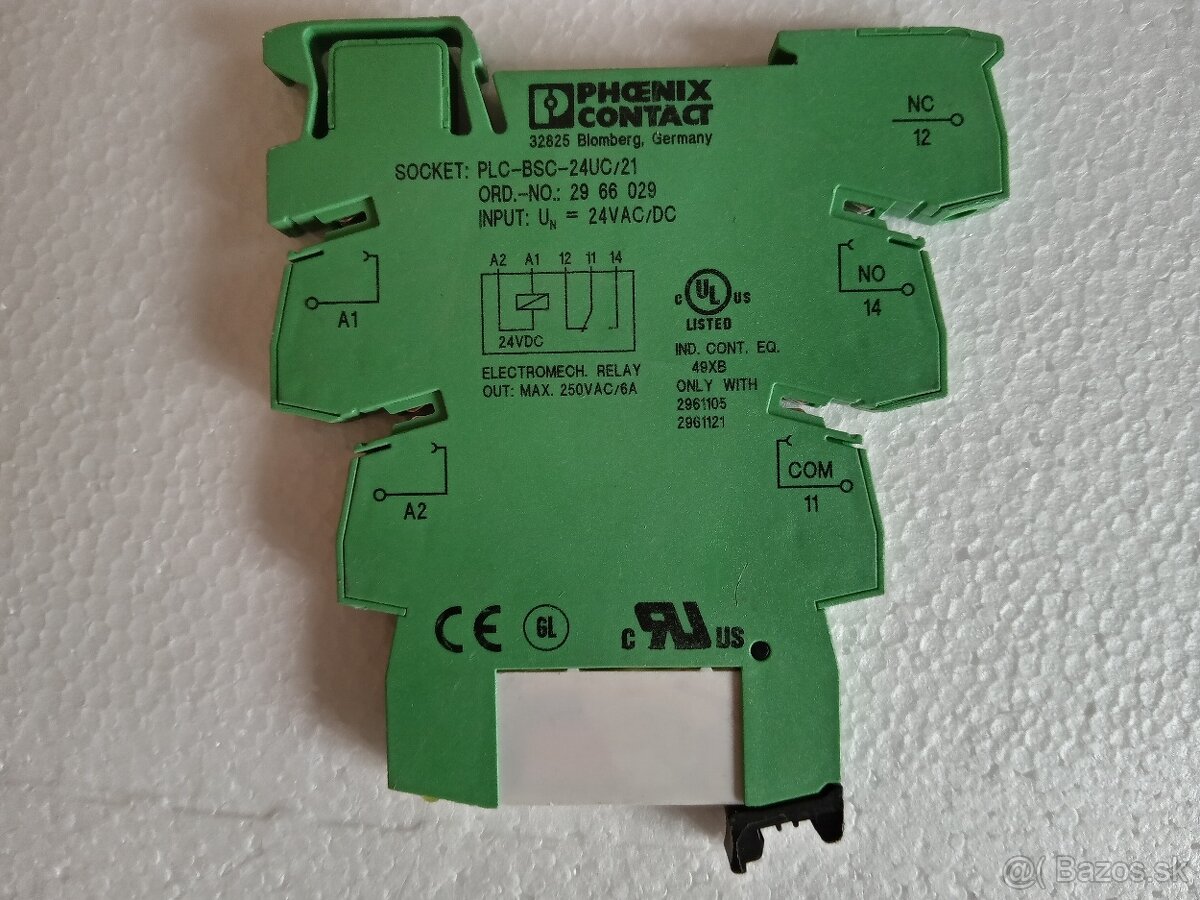 PHŒNIX
CONTACT
32825 Blomberg, Germany
SOCKET: PLC-BSC-24UC/21
ORD.-NO.: 29 66 029
INPUT: UN = 24VAC/DC
NC
12
A2 A1 12 11 14
24VDC
ELECTROMECH. RELAY
OUT: MAX. 250VAC/6A
C UL US
LISTED
IND. CONT. EQ.
49XB
ONLY WITH
2961105
2961121
A1
NO
14
A2
COM
11
CE GL C RU US
@( Bazos.sk